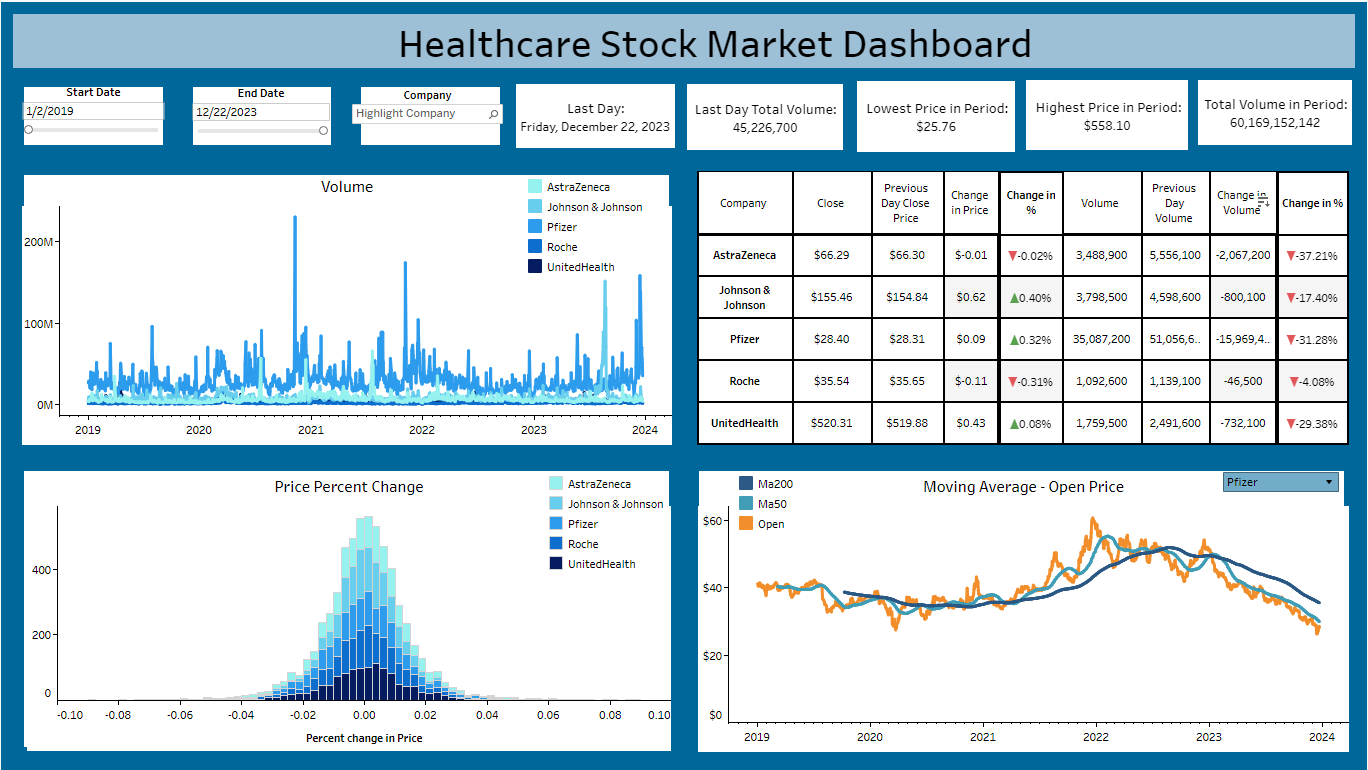 Healthcare Stock Market Dashboard
Start Date
1/2/2019
End Date
12/22/2023
Company
Highlight Company
Last Day:
Friday, December 22, 2023
Last Day Total Volume:
45,226,700
Lowest Price in Period:
$25.76
Highest Price in Period:
$558.10
Total Volume in Period:
60,169,152,142
Volume
AstraZeneca
Johnson & Johnson
Pfizer
Roche
UnitedHealth
200M
100M
0M
2019 2020 2021 2022 2023 2024
Company Close Previous Day Close Price Change in Price Change in % Volume Previous Day Volume Change in Volume Change in %
AstraZeneca $66.29 $66.30 $-0.01 ▼-0.02% 3,488,900 5,556,100 -2,067,200 ▼-37.21%
Johnson & Johnson $155.46 $154.84 $0.62 ▲0.40% 3,798,500 4,598,600 -800,100 ▼-17.40%
Pfizer $28.40 $28.31 $0.09 ▲0.32% 35,087,200 51,056,6.. -15,969,4.. ▼-31.28%
Roche $35.54 $35.65 $-0.11 ▼-0.31% 1,092,600 1,139,100 -46,500 ▼-4.08%
UnitedHealth $520.31 $519.88 $0.43 ▲0.08% 1,759,500 2,491,600 -732,100 ▼-29.38%
Price Percent Change
AstraZeneca
Johnson & Johnson
Pfizer
Roche
UnitedHealth
400
200
0
-0.10 -0.08 -0.06 -0.04 -0.02 0.00 0.02 0.04 0.06 0.08 0.10
Percent change in Price
Ma200
Ma50
Open
Moving Average - Open Price
Pfizer
$60
$40
$20
$0
2019 2020 2021 2022 2023 2024